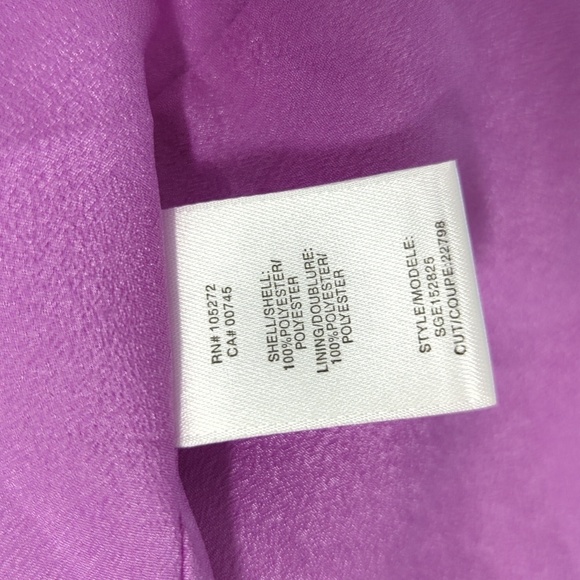 RN# 105272
CA# 00745
SHELL/SHELL:
100%POLYESTER/
POLYESTER
LINING/DOUBLURE:
100%POLYESTER/
POLYESTER
STYLE/MODELE:
SGE152825
CUT/COUPE:22798